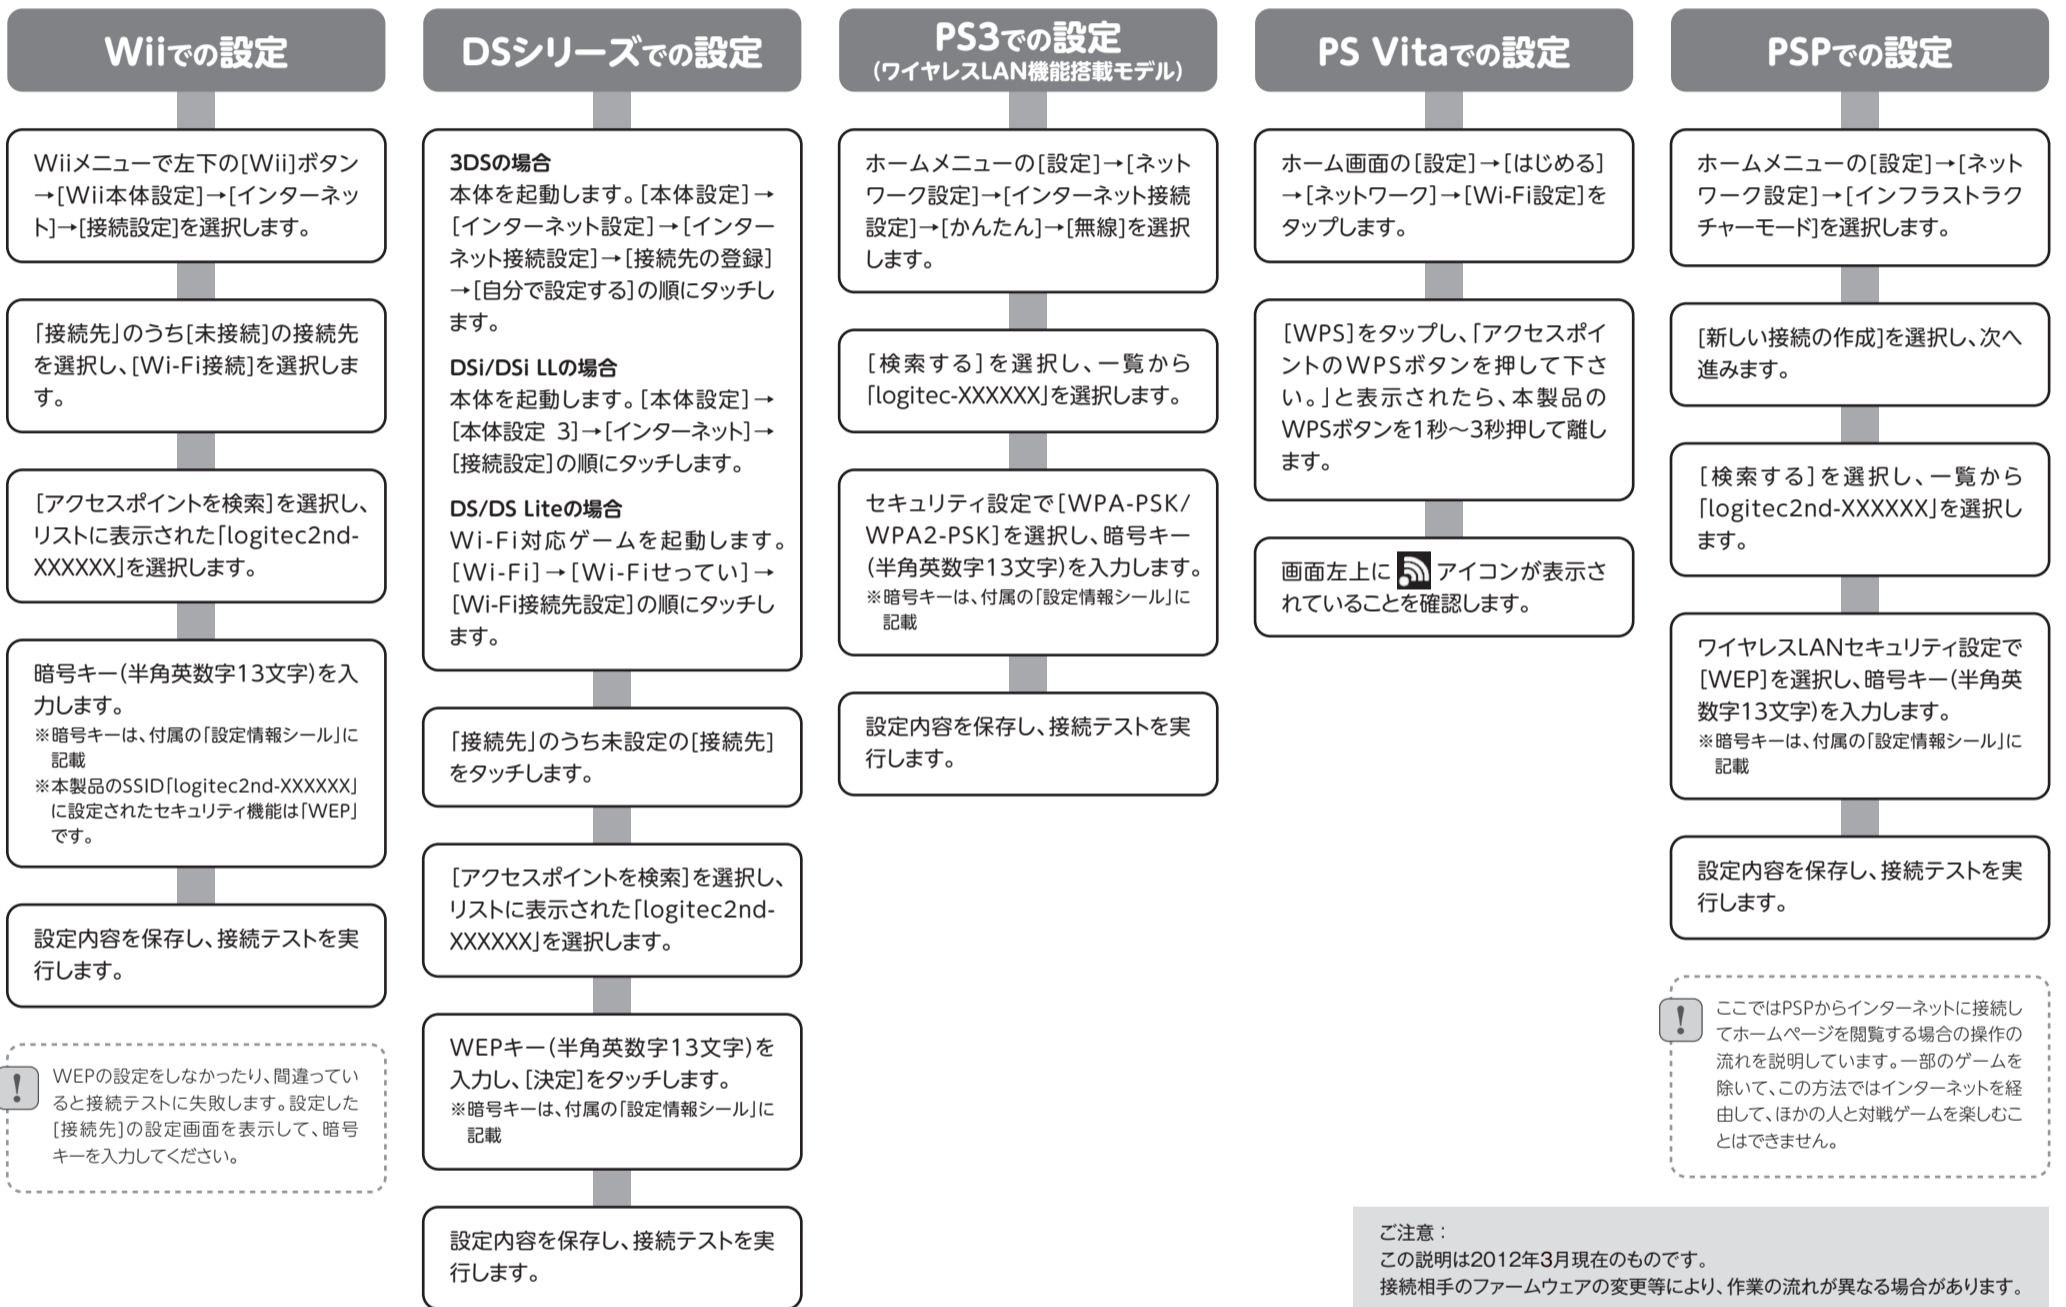 Wiiでの設定
Wiiメニューで左下の[Wii]ボタン
→[Wii本体設定]→[インターネッ
ト]→[接続設定]を選択します。
「接続先」のうち[未接続]の接続先
を選択し、[Wi-Fi接続]を選択しま
す。
[アクセスポイントを検索]を選択し、
リストに表示された「logitec2nd-
XXXXXX」を選択します。
暗号キー(半角英数字13文字)を入
力します。
※暗号キーは、付属の「設定情報シール」に
記載
※本製品のSSID「logitec2nd-XXXXXX」
に設定されたセキュリティ機能は「WEP」
です。
設定内容を保存し、接続テストを実
行します。
!
WEPの設定をしなかったり、間違ってい
ると接続テストに失敗します。設定した
[接続先]の設定画面を表示して、暗号
キーを入力してください。
DSシリーズでの設定
3DSの場合
本体を起動します。[本体設定]→
[インターネット設定]→[インター
ネット接続設定]→[接続先の登録]
→[自分で設定する]の順にタッチし
ます。
DSi/DSi LLの場合
本体を起動します。[本体設定]→
[本体設定 3]→[インターネット]→
[接続設定]の順にタッチします。
DS/DS Liteの場合
Wi-Fi対応ゲームを起動します。
[Wi-Fi]→[Wi-Fiせってい]→
[Wi-Fi接続先設定]の順にタッチし
ます。
「接続先」のうち未設定の[接続先]
をタッチします。
[アクセスポイントを検索]を選択し、
リストに表示された「logitec2nd-
XXXXXX」を選択します。
WEPキー(半角英数字13文字)を
入力し、[決定]をタッチします。
※暗号キーは、付属の「設定情報シール」に
記載
設定内容を保存し、接続テストを実
行します。
PS3での設定
(ワイヤレスLAN機能搭載モデル)
ホームメニューの[設定]→[ネット
ワーク設定]→[インターネット接続
設定]→[かんたん]→[無線]を選択
します。
[検索する]を選択し、一覧から
「logitec-XXXXXX」を選択します。
セキュリティ設定で[WPA-PSK/
WPA2-PSK]を選択し、暗号キー
(半角英数字13文字)を入力します。
※暗号キーは、付属の「設定情報シール」に
記載
設定内容を保存し、接続テストを実
行します。
PS Vitaでの設定
ホーム画面の[設定]→[はじめる]
→[ネットワーク]→[Wi-Fi設定]を
タップします。
[WPS]をタップし、「アクセスポイ
ントのWPSボタンを押して下さ
い。」と表示されたら、本製品の
WPSボタンを1秒～3秒押して離し
ます。
画面左上に アイコンが表示さ
れていることを確認します。
PSPでの設定
ホームメニューの[設定]→[ネット
ワーク設定]→[インフラストラク
チャーモード]を選択します。
[新しい接続の作成]を選択し、次へ
進みます。
[検索する]を選択し、一覧から
「logitec2nd-XXXXXX」を選択し
ます。
ワイヤレスLANセキュリティ設定で
[WEP]を選択し、暗号キー(半角英
数字13文字)を入力します。
※暗号キーは、付属の「設定情報シール」に
記載
設定内容を保存し、接続テストを実
行します。
!
ここではPSPからインターネットに接続し
てホームページを閲覧する場合の操作の
流れを説明しています。一部のゲームを
除いて、この方法ではインターネットを経
由して、ほかの人と対戦ゲームを楽しむこ
とはできません。
ご注意：
この説明は2012年3月現在のものです。
接続相手のファームウェアの変更等により、作業の流れが異なる場合があります。